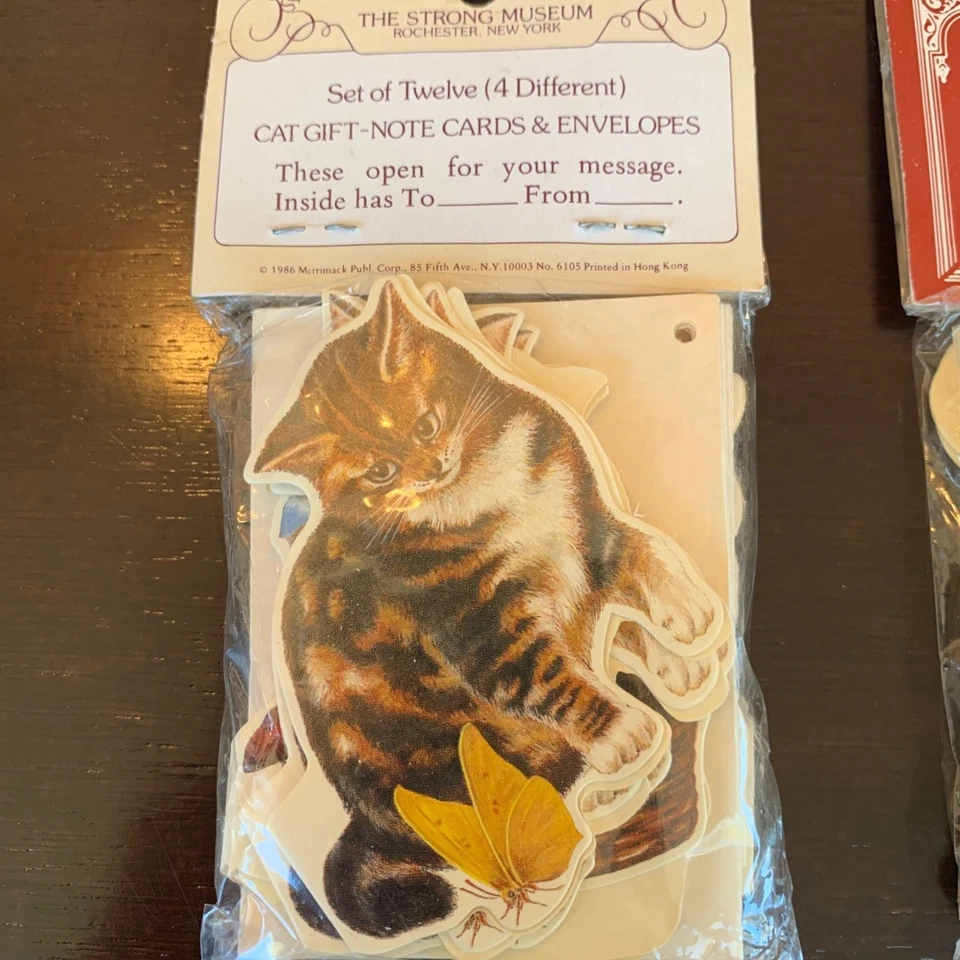 THE STRONG MUSEUM
ROCHESTER, NEW YORK
Set of Twelve (4 Different)
CAT GIFT-NOTE CARDS & ENVELOPES
These open for your message.
Inside has To______ From______.
© 1986 Merrimack Publ. Corp., 85 Fifth Ave., N.Y.10003 No. 6105 Printed in Hong Kong